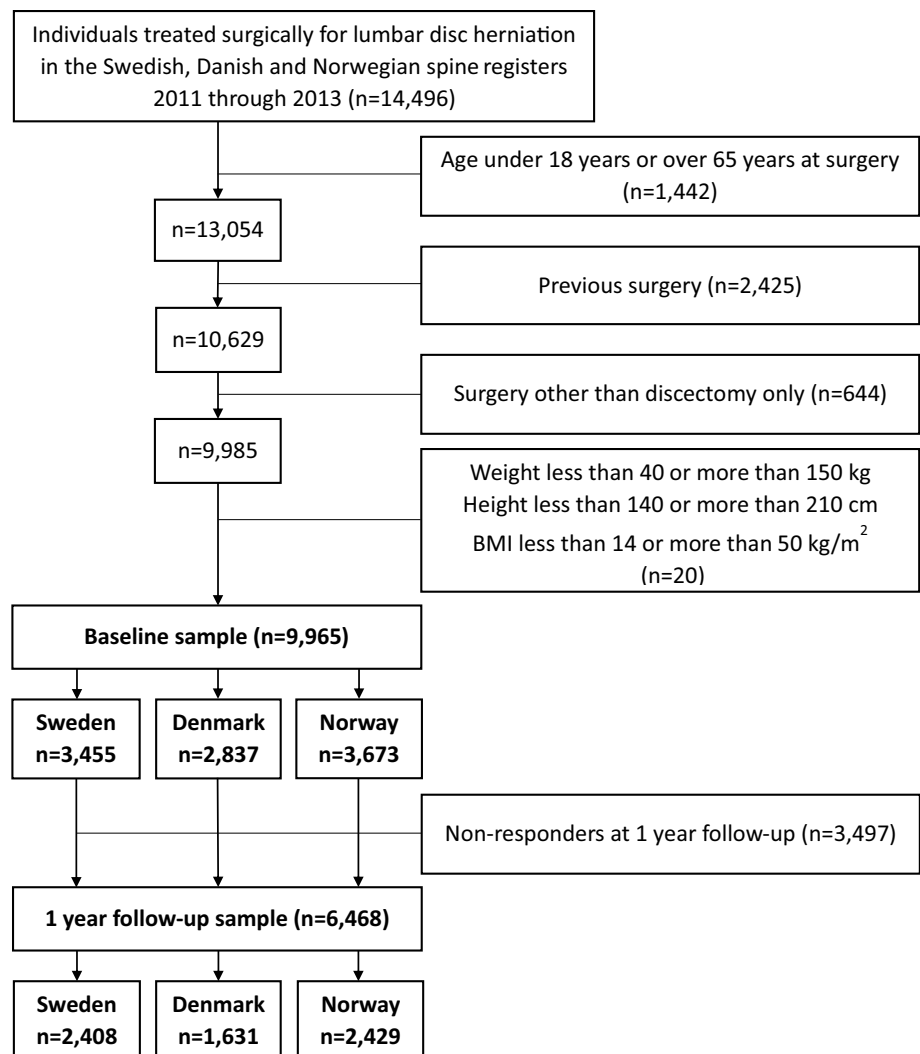 Individuals treated surgically for lumbar disc herniation
in the Swedish, Danish and Norwegian spine registers
2011 through 2013 (n=14,496)
Age under 18 years or over 65 years at surgery
(n=1,442)
n=13,054
Previous surgery (n=2,425)
n=10,629
Surgery other than discectomy only (n=644)
n=9,985
Weight less than 40 or more than 150 kg
Height less than 140 or more than 210 cm
BMI less than 14 or more than 50 kg/m²
(n=20)
Baseline sample (n=9,965)
Sweden
n=3,455
Denmark
n=2,837
Norway
n=3,673
Non-responders at 1 year follow-up (n=3,497)
1 year follow-up sample (n=6,468)
Sweden
n=2,408
Denmark
n=1,631
Norway
n=2,429